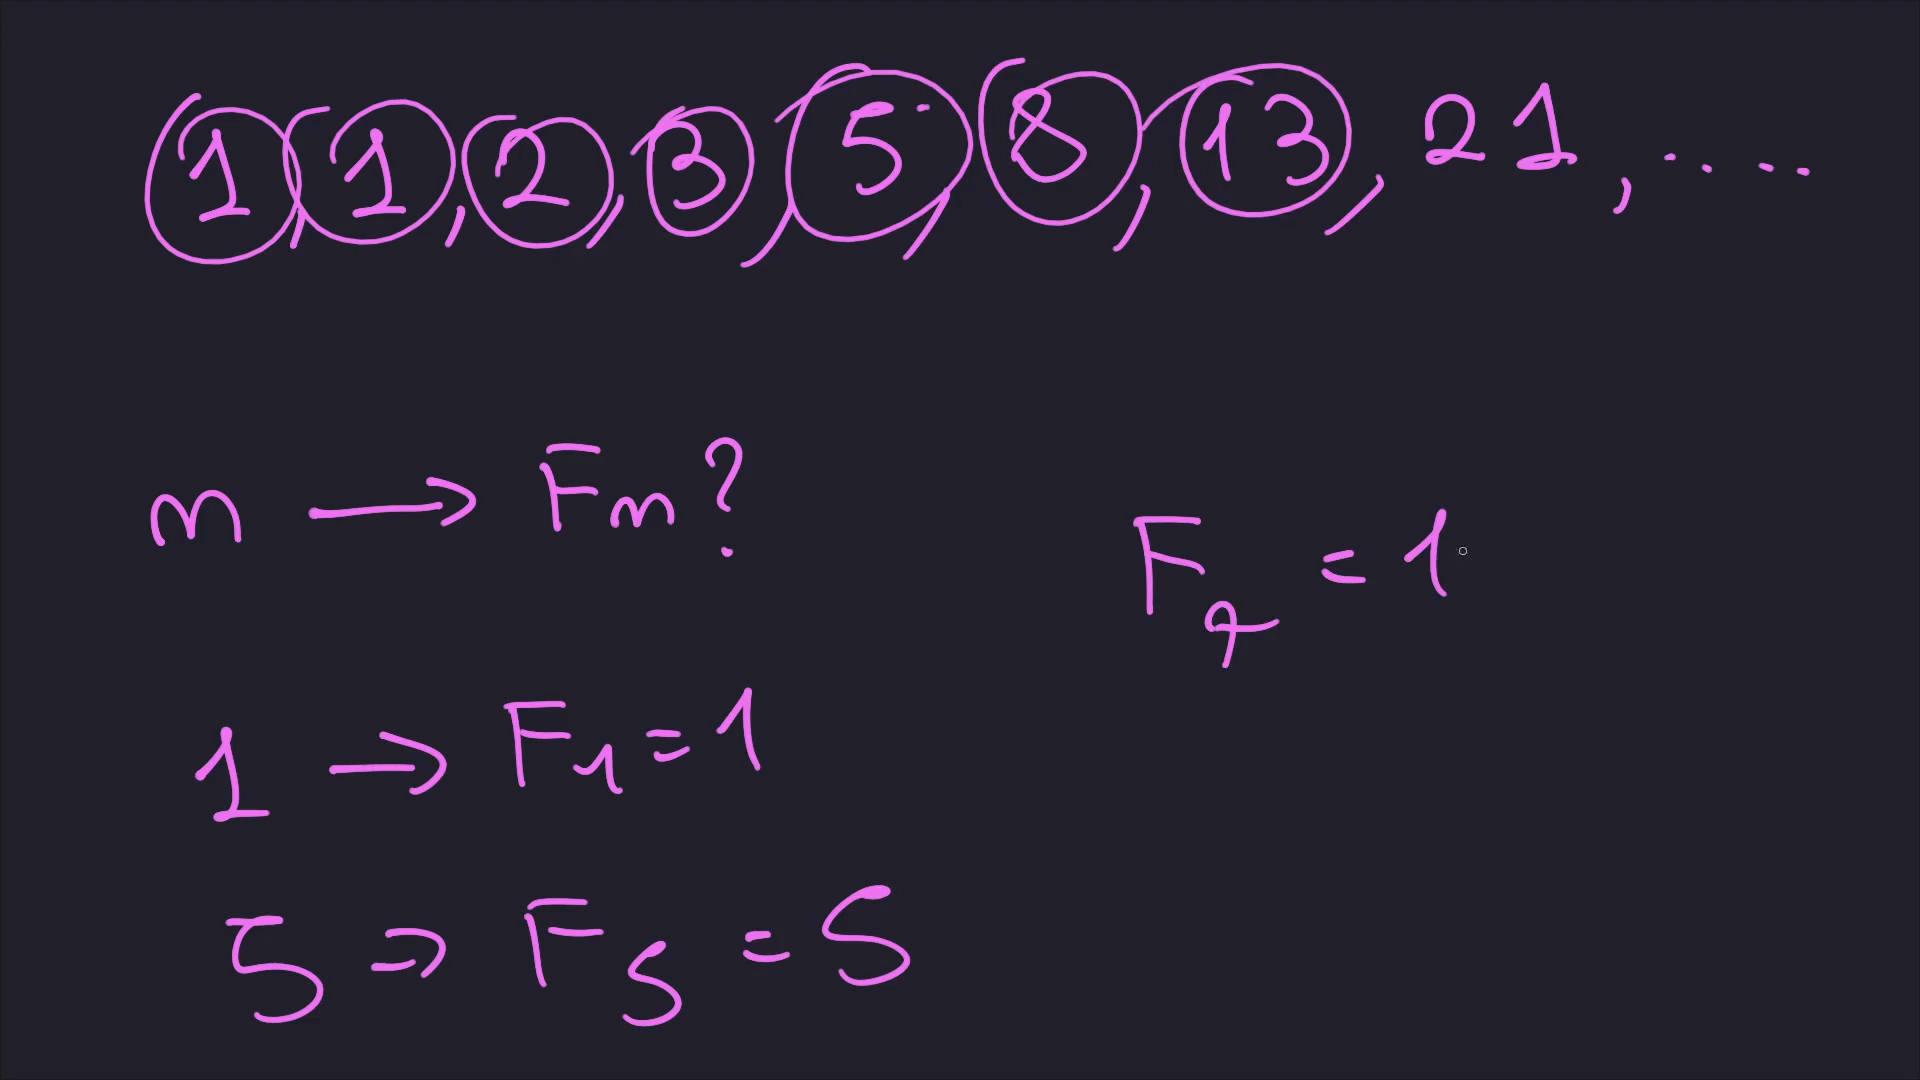 1, 1, 2, 3, 5, 8, 13, 21, ....
n → Fn?
F7 = 1
1 → F1 = 1
5 ⇒ F5 = 5